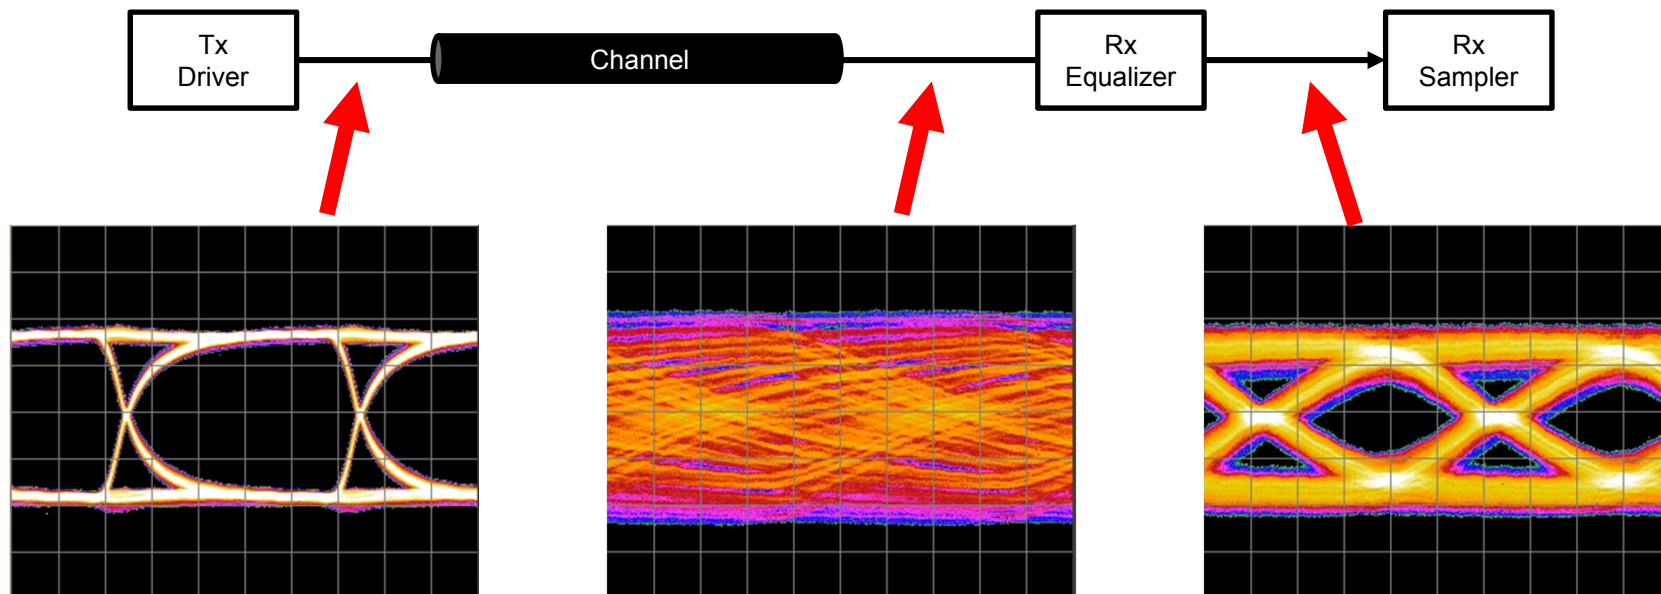 Tx
Driver
Channel
Rx
Equalizer
Rx
Sampler